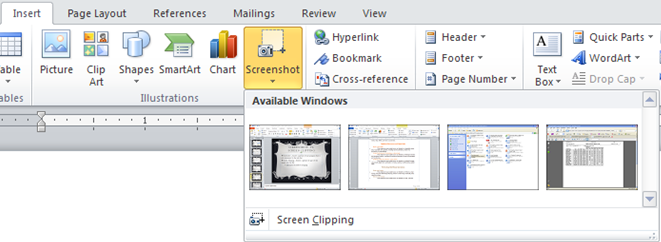 Insert Page Layout References Mailings Review View
able Picture Clip Art Shapes SmartArt Chart Screenshot
Hyperlink
Bookmark
Cross-reference
Header
Footer
Page Number
Text Box
Quick Parts
WordArt
Drop Cap
ables Illustrations
Available Windows
1
Screen Clipping